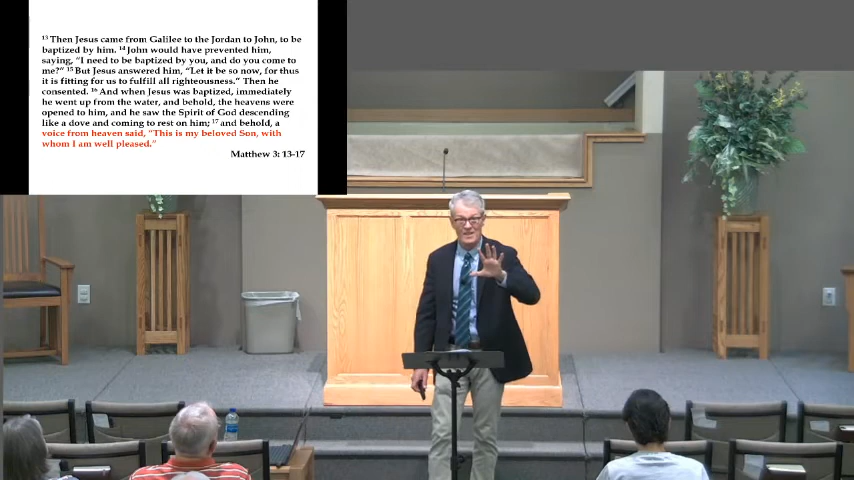 ¹³ Then Jesus came from Galilee to the Jordan to John, to be
baptized by him. ¹⁴ John would have prevented him,
saying, “I need to be baptized by you, and do you come to
me?” ¹⁵ But Jesus answered him, “Let it be so now, for thus
it is fitting for us to fulfill all righteousness.” Then he
consented. ¹⁶ And when Jesus was baptized, immediately
he went up from the water, and behold, the heavens were
opened to him, and he saw the Spirit of God descending
like a dove and coming to rest on him; ¹⁷ and behold, a
voice from heaven said, “This is my beloved Son, with
whom I am well pleased.”
Matthew 3: 13-17